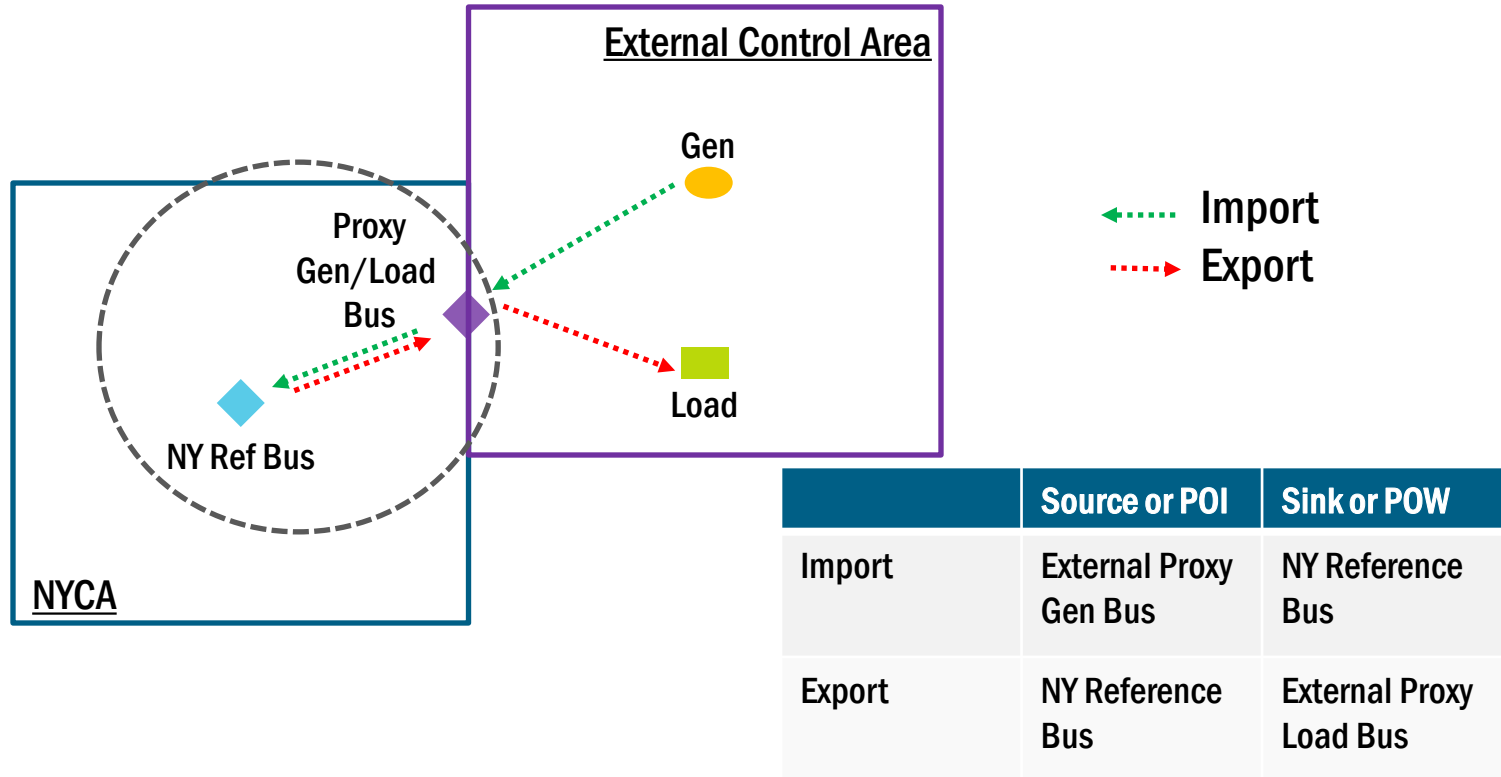 External Control Area
Gen
Proxy
Gen/Load
Bus
Load
NY Ref Bus
NYCA
Import
Export
Source or POI
Sink or POW
Import
External Proxy
Gen Bus
NY Reference
Bus
Export
NY Reference
Bus
External Proxy
Load Bus